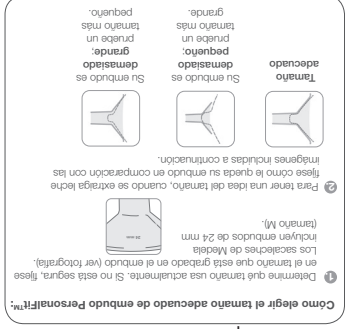 Cómo elegir el tamaño adecuado de embudo PersonalFit™:
1 Determine qué tamaño usa actualmente. Si no está segura, fíjese
en el tamaño que está grabado en el embudo (ver fotografía).
Los sacaleches de Medela
incluyen embudos de 24 mm
(tamaño M).
2 Para tener una idea del tamaño, cuando se extraiga leche
fíjese cómo le queda su embudo en comparación con las
imágenes incluidas a continuación.
Tamaño
adecuado
Su embudo es
demasiado
pequeño;
pruebe un
tamaño más
grande.
Su embudo es
demasiado
grande;
pruebe un
tamaño más
pequeño.